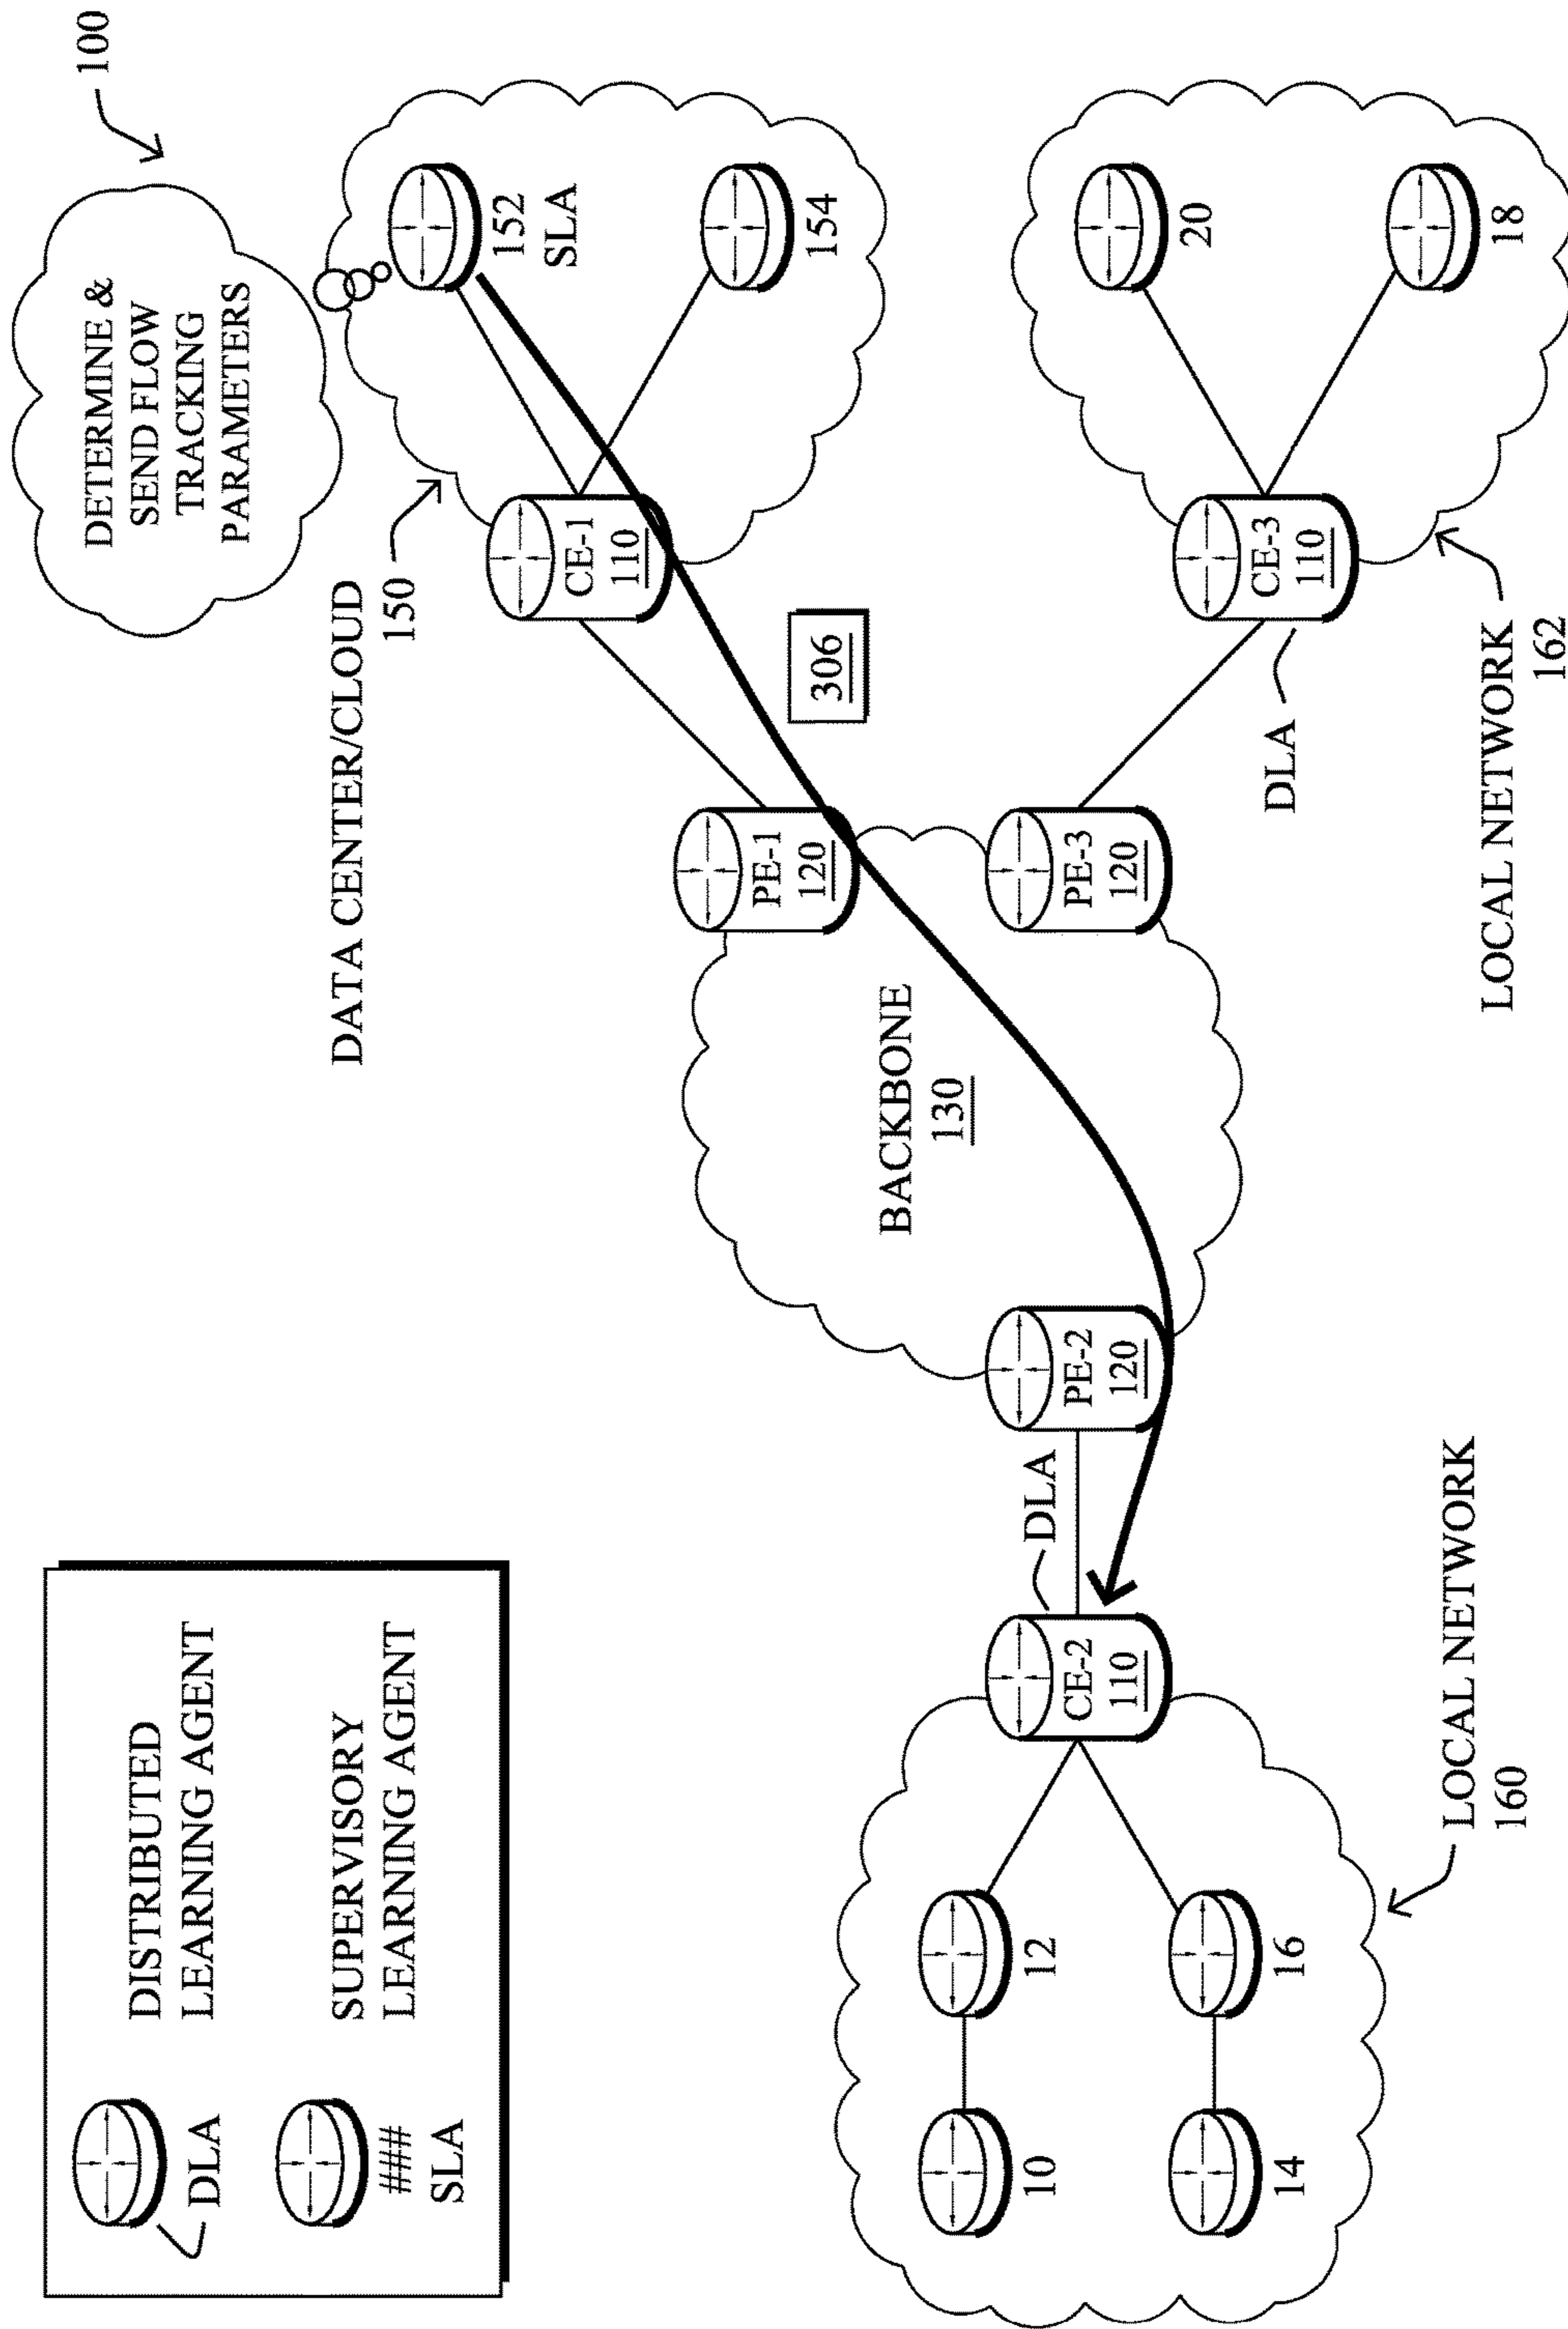 DISTRIBUTED
LEARNING AGENT
DLA
SUPERVISORY
LEARNING AGENT
###
SLA
DETERMINE &
SEND FLOW
TRACKING
PARAMETERS
100
DATA CENTER/CLOUD
150
152
SLA
154
CE-1
110
306
PE-1
120
BACKBONE
130
PE-2
120
PE-3
120
DLA
CE-2
110
DLA
CE-3
110
10
12
14
16
20
18
LOCAL NETWORK
160
LOCAL NETWORK
162